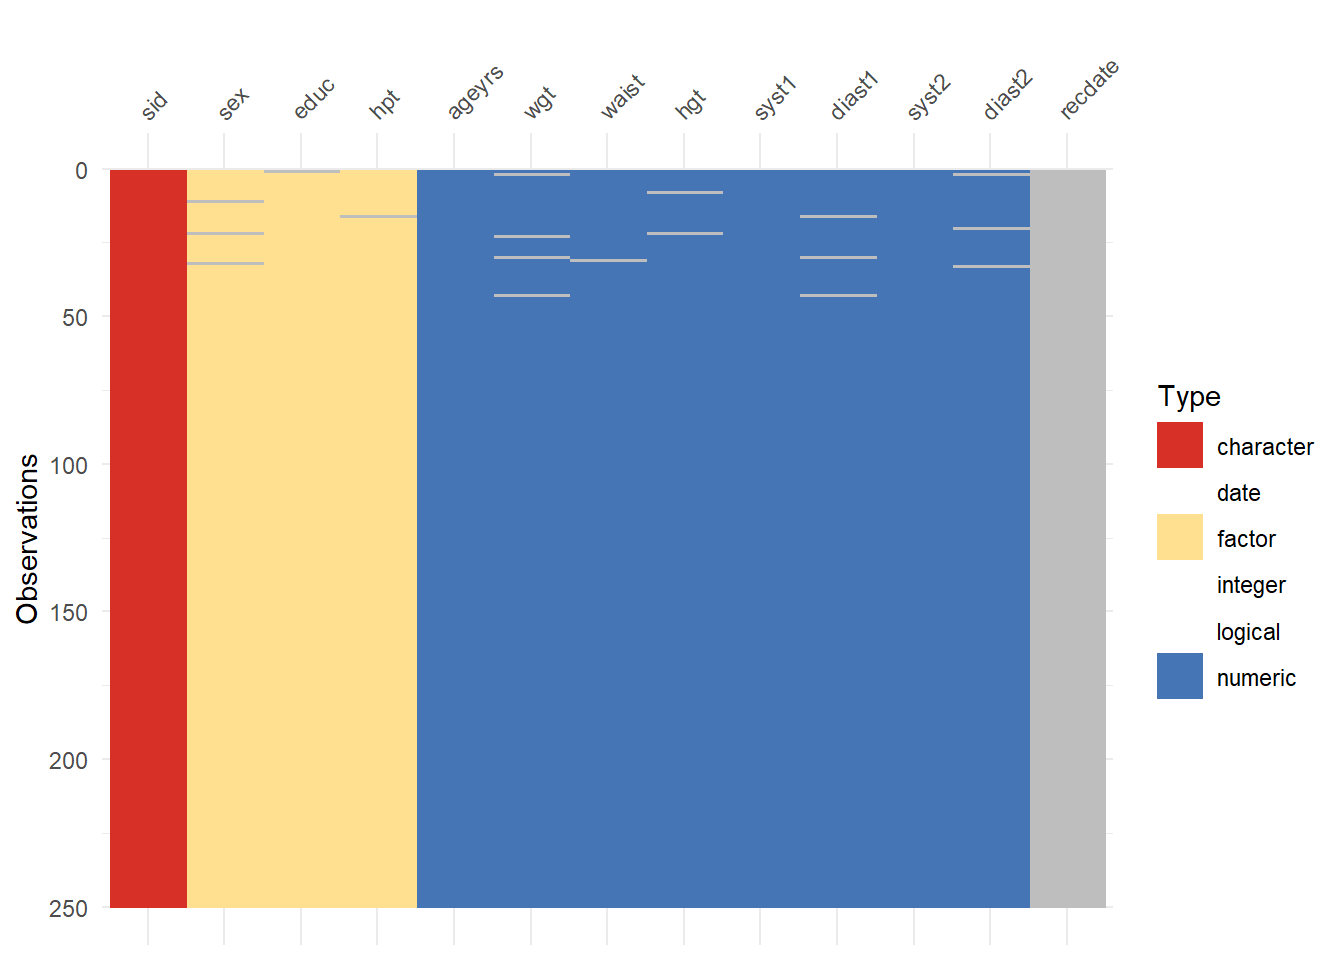 sid sex educ hpt ageyrs wgt waist hgt syst1 diast1 syst2 diast2 recdate
0
50
100
150
200
250
Observations
Type
character
date
factor
integer
logical
numeric